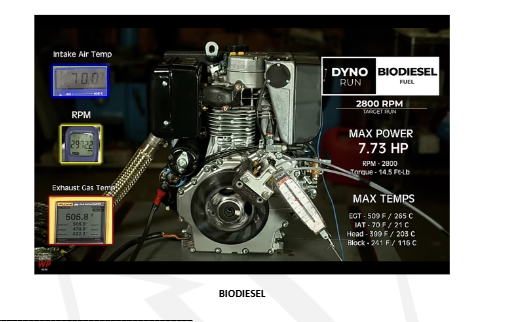 Intake Air Temp
70.0°
RPM
Exhaust Gas Temp
606.8
DYNO
RUN
BIODIESEL
FUEL
2800 RPM
TARGET RUN
MAX POWER
7.73 HP
RPM - 2800
Torque - 14.5 Ft-Lb
MAX TEMPS
EGT - 509 F / 265 C
IAT - 70 F / 21 C
Head - 399 F / 203 C
Block - 241 F / 116 C
WP
BIODIESEL